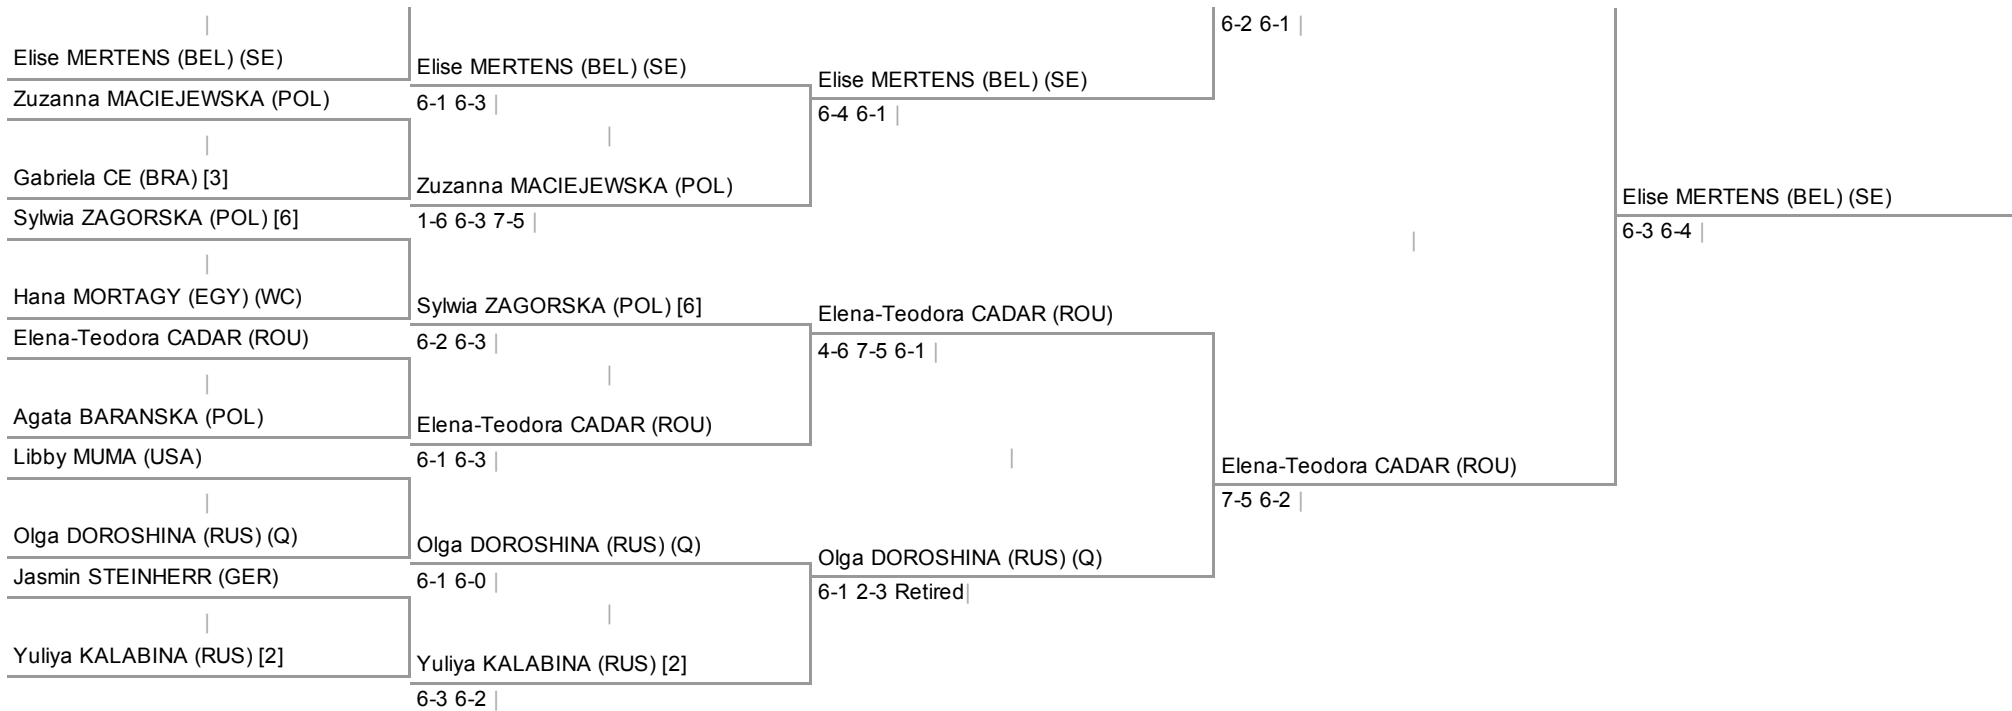 Elise MERTENS (BEL) (SE)
Zuzanna MACIEJEWSKA (POL)
Gabriela CE (BRA) [3]
Sylwia ZAGORSKA (POL) [6]
Hana MORTAGY (EGY) (WC)
Elena-Teodora CADAR (ROU)
Agata BARANSKA (POL)
Libby MUMA (USA)
Olga DOROSHINA (RUS) (Q)
Jasmin STEINHERR (GER)
Yuliya KALABINA (RUS) [2]
Elise MERTENS (BEL) (SE)
6-1 6-3
Zuzanna MACIEJEWSKA (POL)
1-6 6-3 7-5
Sylwia ZAGORSKA (POL) [6]
6-2 6-3
Elena-Teodora CADAR (ROU)
6-1 6-3
Olga DOROSHINA (RUS) (Q)
6-1 6-0
Yuliya KALABINA (RUS) [2]
6-3 6-2
Elise MERTENS (BEL) (SE)
6-4 6-1
Elena-Teodora CADAR (ROU)
4-6 7-5 6-1
Olga DOROSHINA (RUS) (Q)
6-1 2-3 Retired
6-2 6-1
Elena-Teodora CADAR (ROU)
7-5 6-2
Elise MERTENS (BEL) (SE)
6-3 6-4